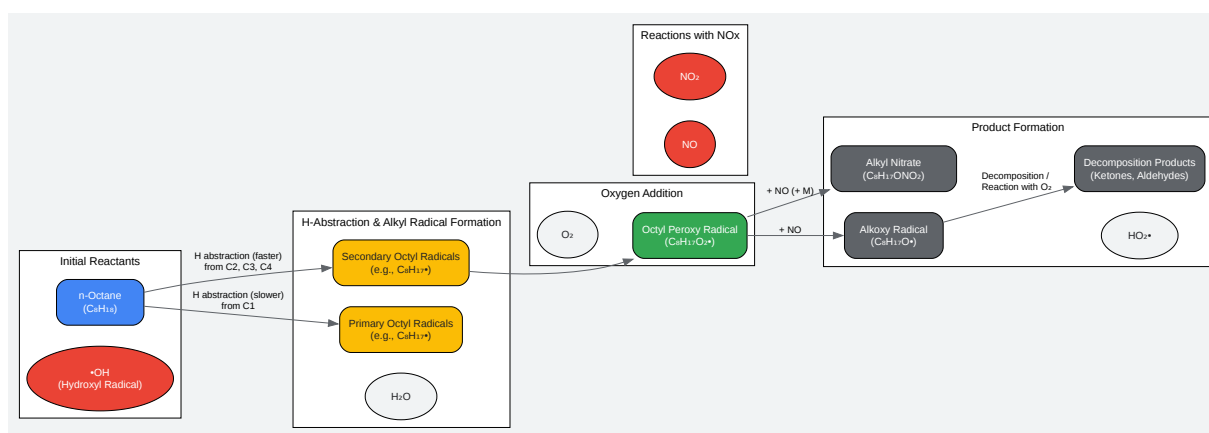 Initial Reactants
n-Octane
(C₈H₁₈)
•OH
(Hydroxyl Radical)
H abstraction (faster)
from C2, C3, C4
H abstraction (slower)
from C1
H-Abstraction & Alkyl Radical Formation
Secondary Octyl Radicals
(e.g., C₈H₁₇•)
Primary Octyl Radicals
(e.g., C₈H₁₇•)
H₂O
Oxygen Addition
O₂
Octyl Peroxy Radical
(C₈H₁₇O₂•)
Reactions with NOx
NO₂
NO
+ NO (+ M)
+ NO
Product Formation
Alkyl Nitrate
(C₈H₁₇ONO₂)
Alkoxy Radical
(C₈H₁₇O•)
Decomposition /
Reaction with O₂
Decomposition Products
(Ketones, Aldehydes)
HO₂•